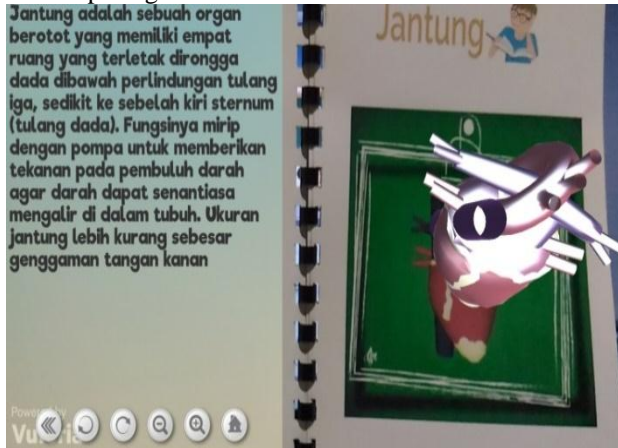 Jantung adalah sebuah organ
berotot yang memiliki empat
ruang yang terletak dirongga
dada dibawah perlindungan tulang
iga, sedikit ke sebelah kiri sternum
(tulang dada). Fungsinya mirip
dengan pompa untuk memberikan
tekanan pada pembuluh darah
agar darah dapat senantiasa
mengalir di dalam tubuh. Ukuran
jantung lebih kurang sebesar
genggaman tangan kanan
Jantung
Powered by